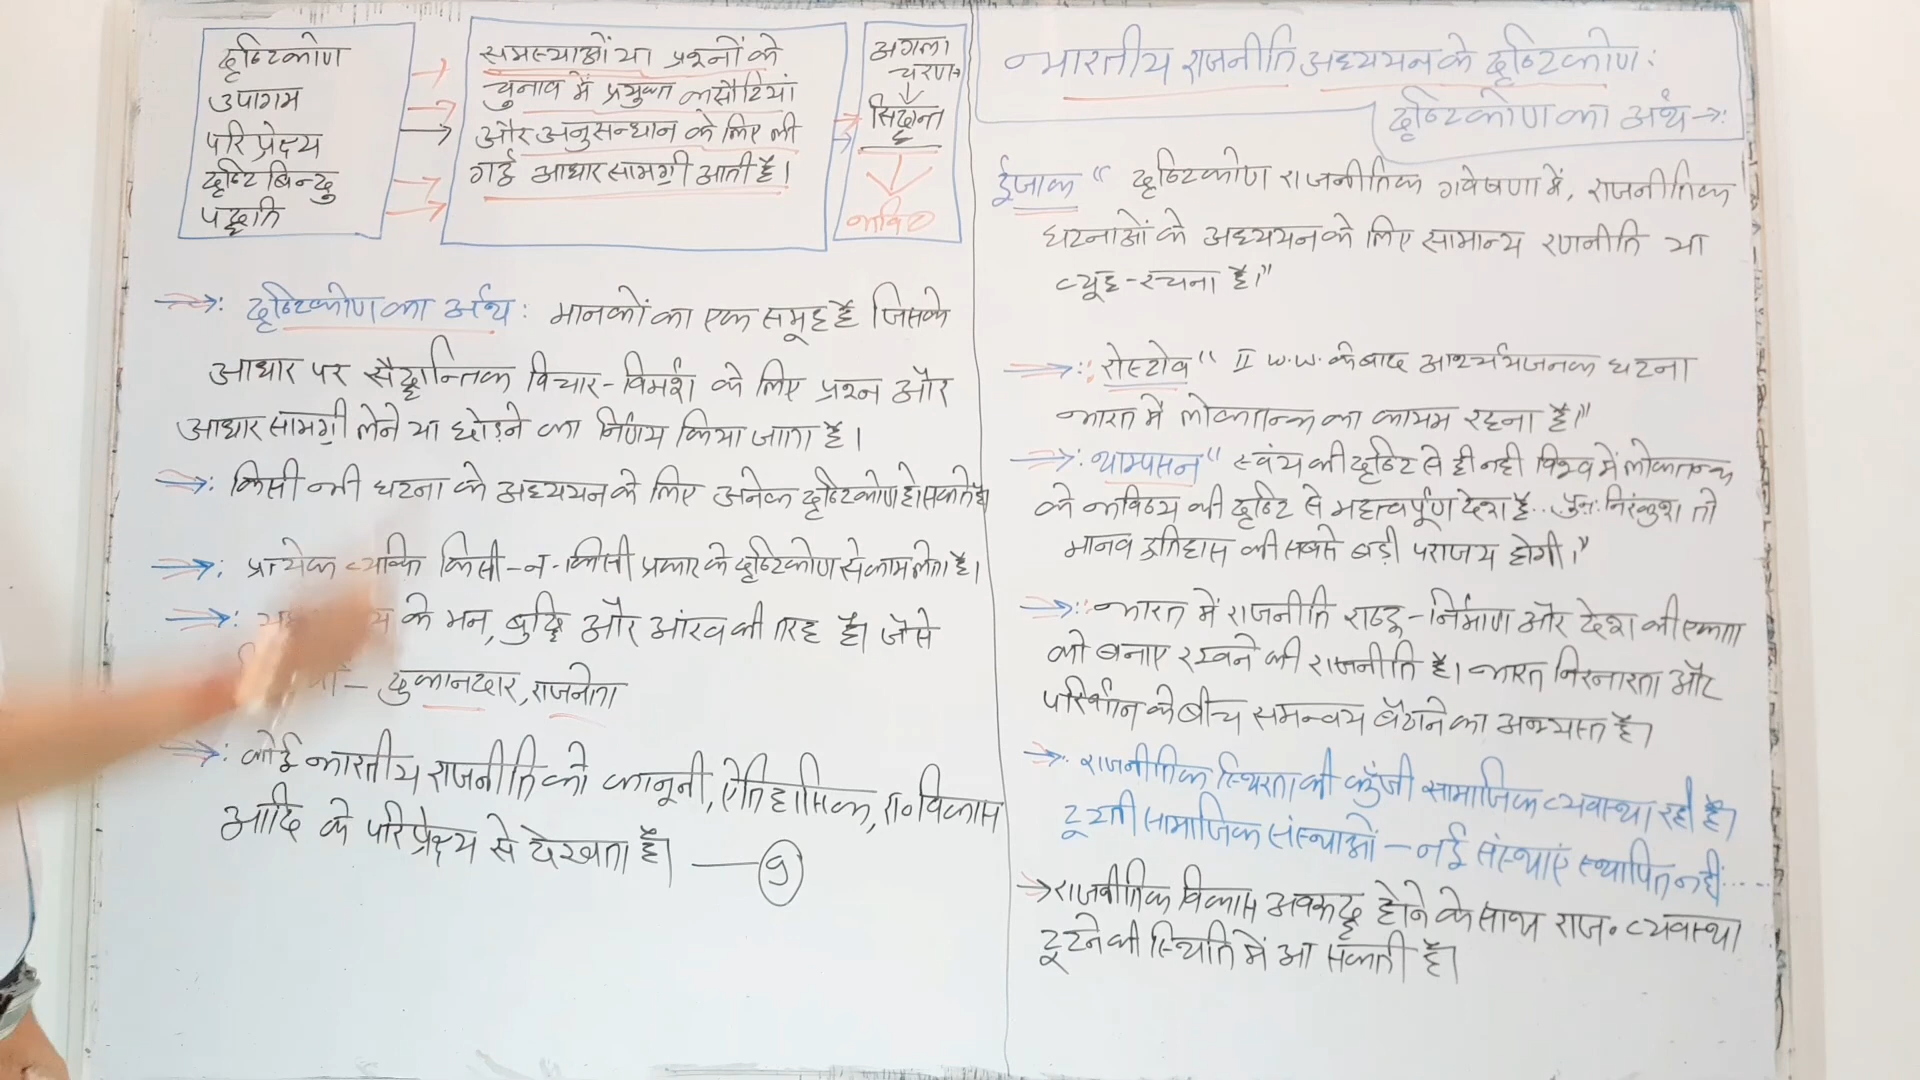 दृष्टिकोण
उपागम
परिप्रेक्ष्य
दृष्टि बिन्दु
पद्धति
समस्याओं या प्रश्नों के
चुनाव में प्रयुक्त कसौटियां
और अनुसन्धान के लिए ली
गई आधार सामग्री आती है।
अगला
चरण→
सिद्धान्त
→: दृष्टिकोण का अर्थ: मानकों का एक समूह है जिसके
आधार पर सैद्धान्तिक विचार-विमर्श के लिए प्रश्न और
आधार सामग्री लेने या छोड़ने का निर्णय किया जाता है।
→: किसी भी घटना के अध्ययन के लिए अनेक दृष्टिकोण हो सकते है।
→: प्रत्येक व्यक्ति किसी-न-किसी प्रकार के दृष्टिकोण से काम लेता है।
→: के मन, बुद्धि और आंख की तरह है। जैसे
– दुकानदार, राजनेता
→: कोई भारतीय राजनीति को कानूनी, ऐतिहासिक, रा० विकास
आदि के परिप्रेक्ष्य से देखता है।
भारतीय राजनीति अध्ययन के दृष्टिकोण:
दृष्टिकोण का अर्थ→:
ईजाक “ दृष्टिकोण राजनीतिक गवेषणा में, राजनीतिक
घटनाओं के अध्ययन के लिए सामान्य रणनीति या
व्यूह-रचना है।”
→: रोस्टोव “ II W.W. के बाद आश्चर्यजनक घटना
भारत में लोकतन्त्र का कायम रहना है।”
→: थाम्पसन “ स्वंय की दृष्टि से ही नही विश्व में लोकतन्त्र
के भविष्य की दृष्टि से महत्वपूर्ण देश है.. पुनः निरंकुश तो
मानव इतिहास की सबसे बड़ी पराजय होगी।”
→: भारत में राजनीति राष्ट्र-निर्माण और देश की एकता
को बनाए रखने की राजनीति है। भारत निरन्तरता और
परिवर्तन के बीच समन्वय बैठाने का अभ्यस्त है।
→: राजनीतिक स्थिरता की कुँजी सामाजिक व्यवस्था रही है।
टूटती सामाजिक संस्थाओं – नई संस्थाएं स्थापित नहीं.....
→ राजनीतिक विकास अवरूद्ध होने के साथ राज. व्यवस्था
टूटने की स्थिति में आ सकती है।